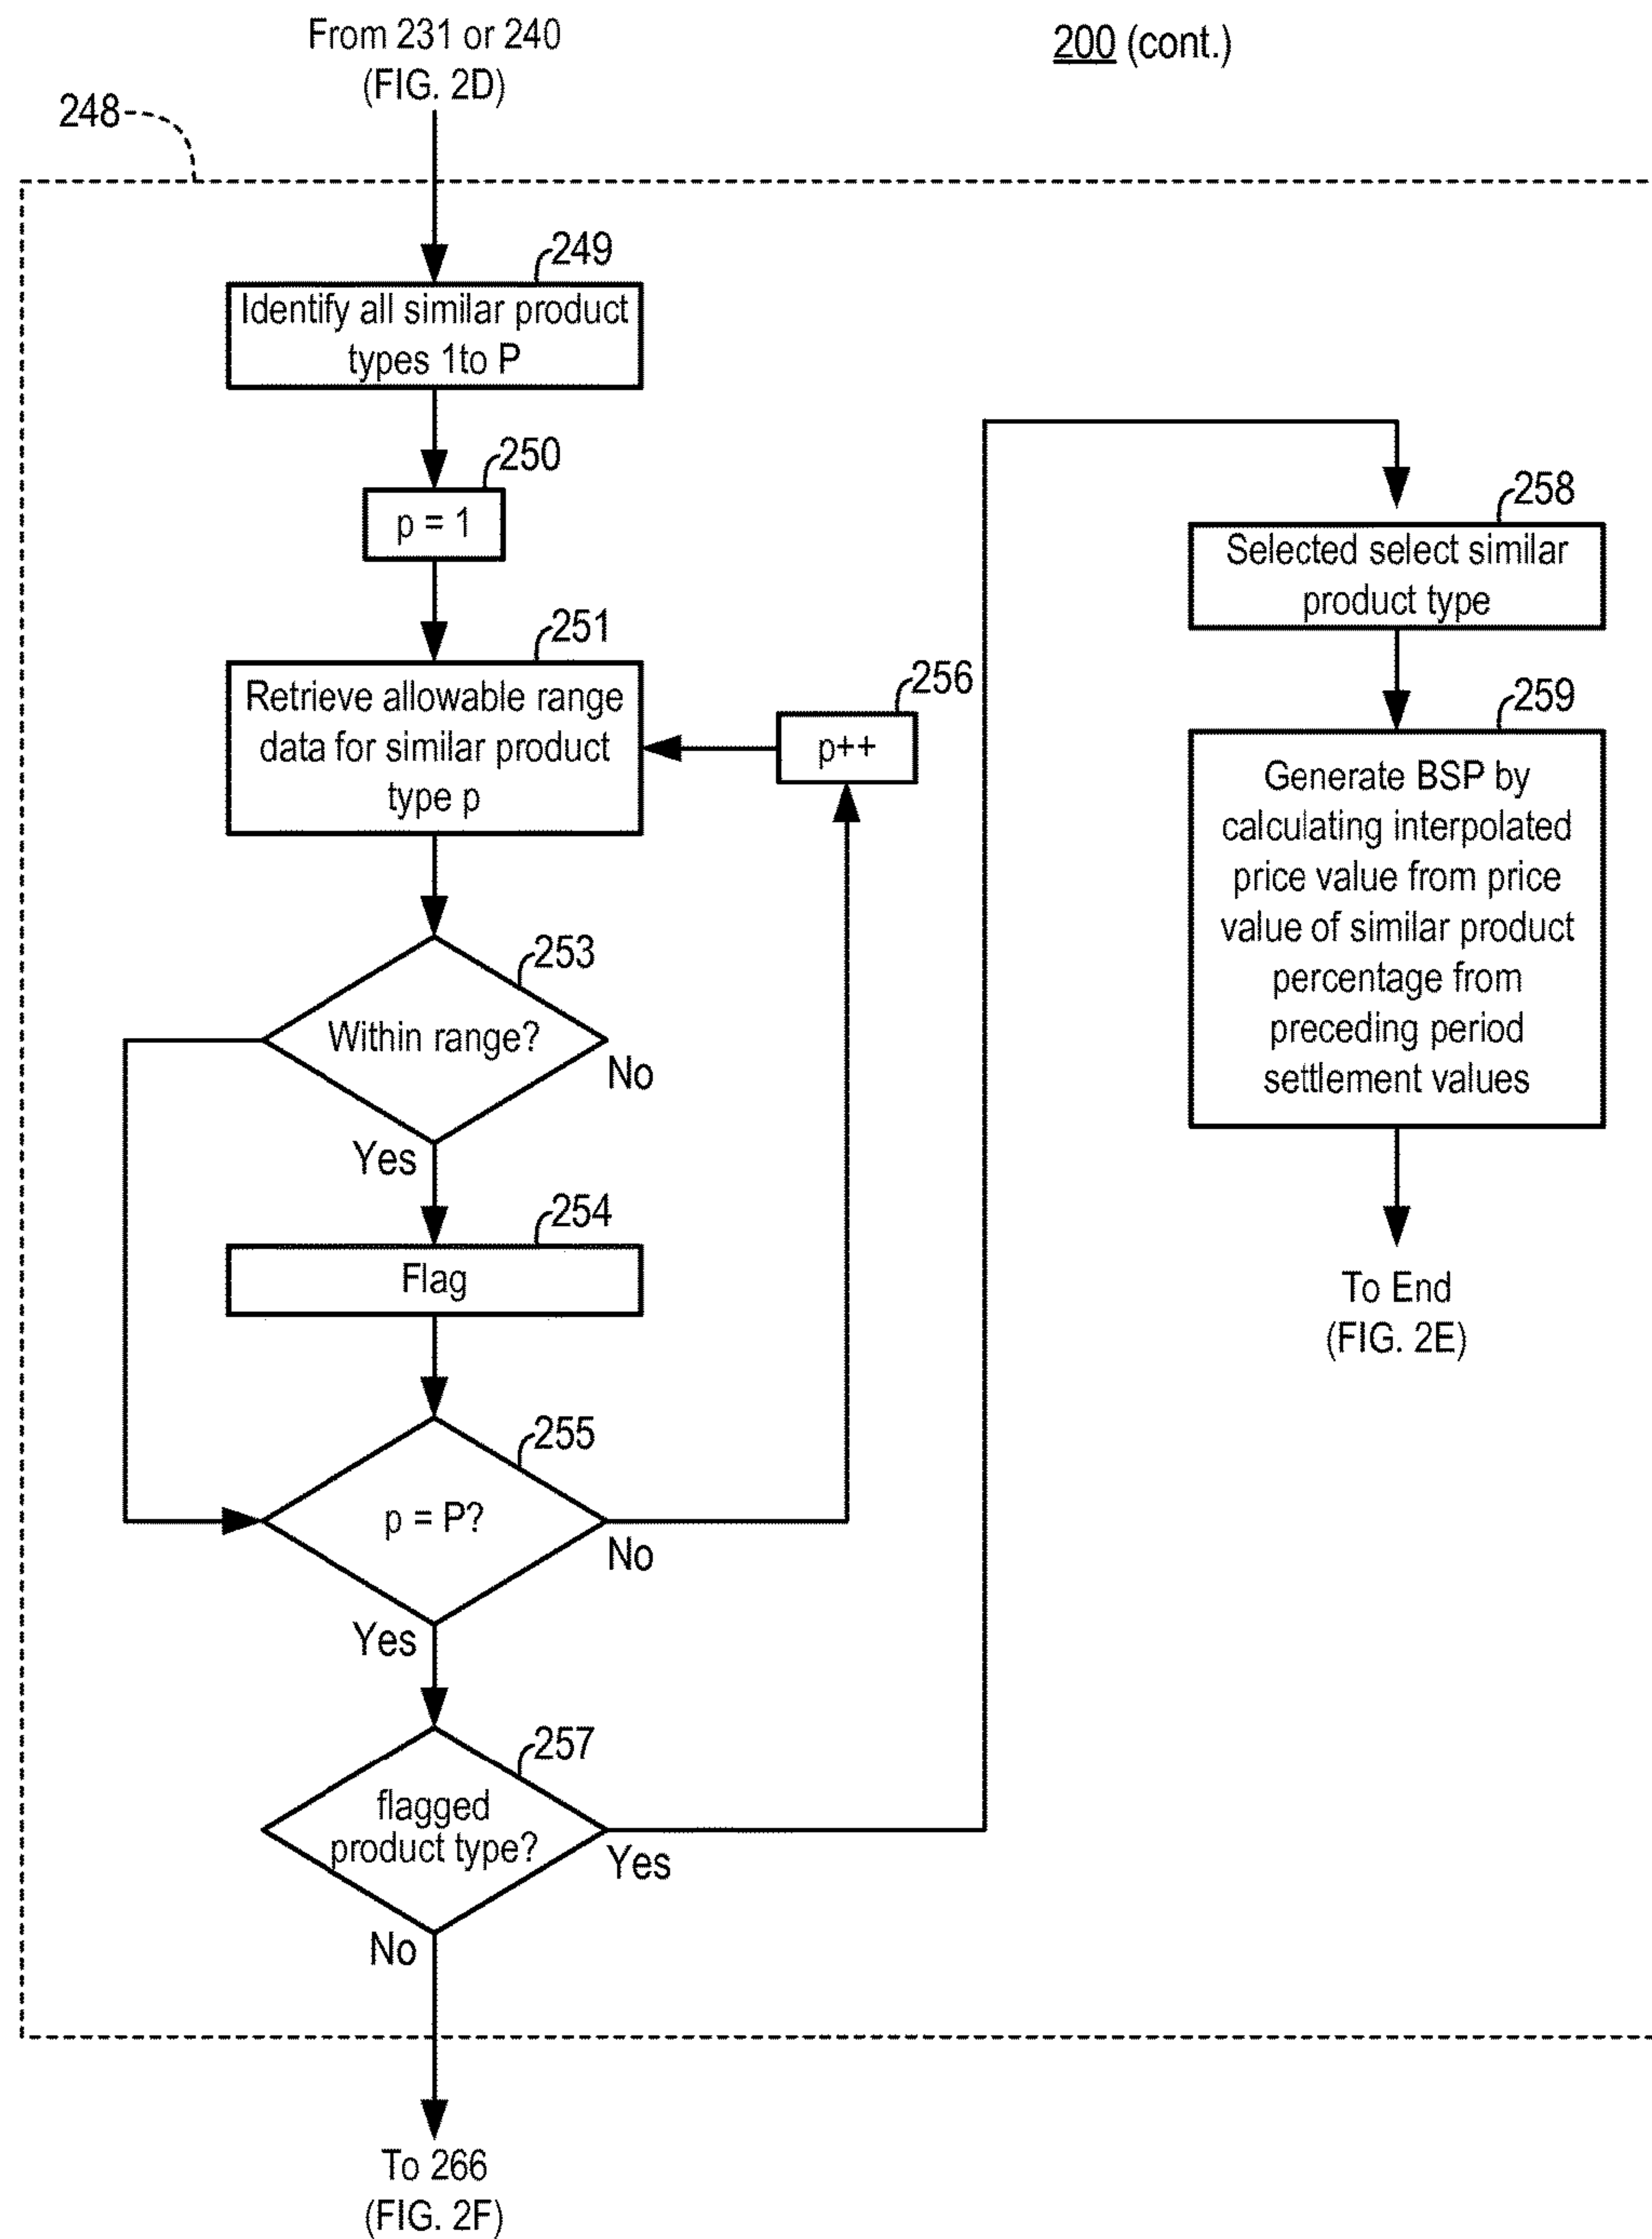 From 231 or 240
(FIG. 2D)
200 (cont.)
248
249
Identify all similar product
types 1to P
250
p = 1
251
Retrieve allowable range
data for similar product
type p
256
p++
253
Within range?
No
Yes
254
Flag
255
p = P?
No
Yes
257
flagged
product type?
Yes
No
To 266
(FIG. 2F)
258
Selected select similar
product type
259
Generate BSP by
calculating interpolated
price value from price
value of similar product
percentage from
preceding period
settlement values
To End
(FIG. 2E)